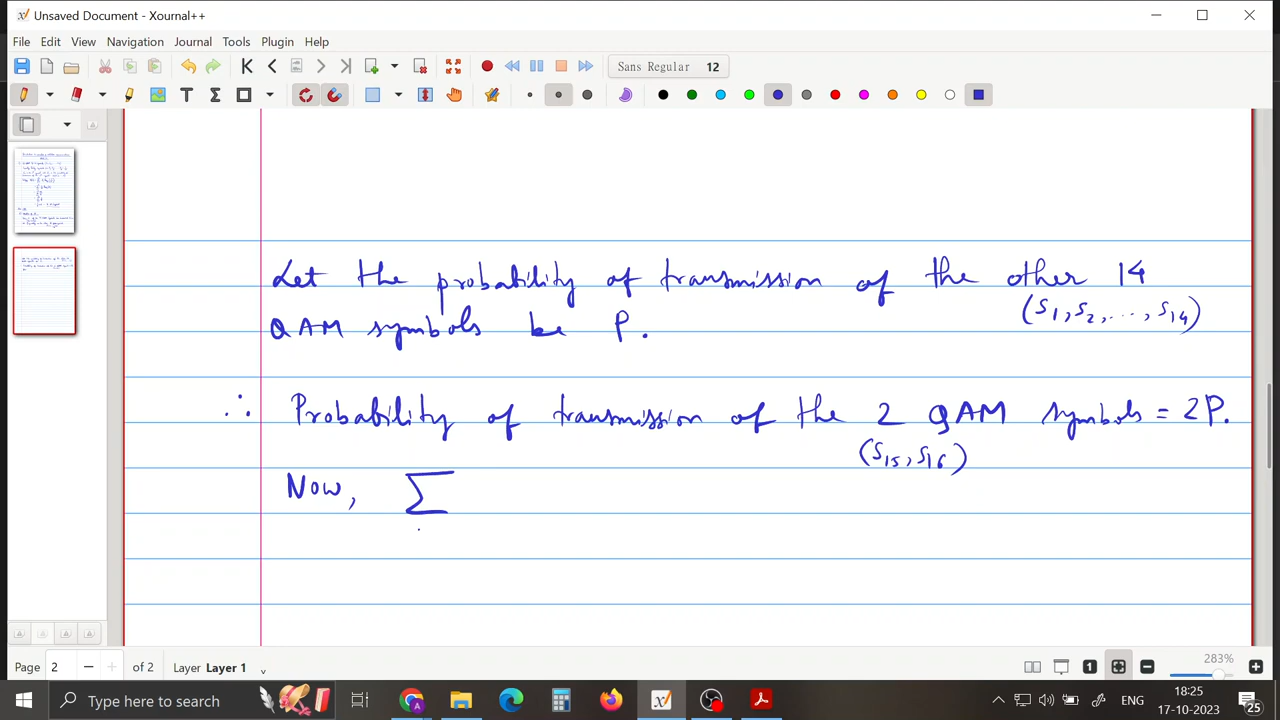 Unsaved Document - Xournal++
File Edit View Navigation Journal Tools Plugin Help
Sans Regular 12
Let the probability of transmission of the other 14
(S1, S2, ..., S14)
QAM symbols be P.
∴ Probability of transmission of the 2 QAM symbols = 2P.
(S15, S16)
Now, ∑
Page 2 of 2 Layer Layer 1
283%
Type here to search
ENG
18:25
17-10-2023
25